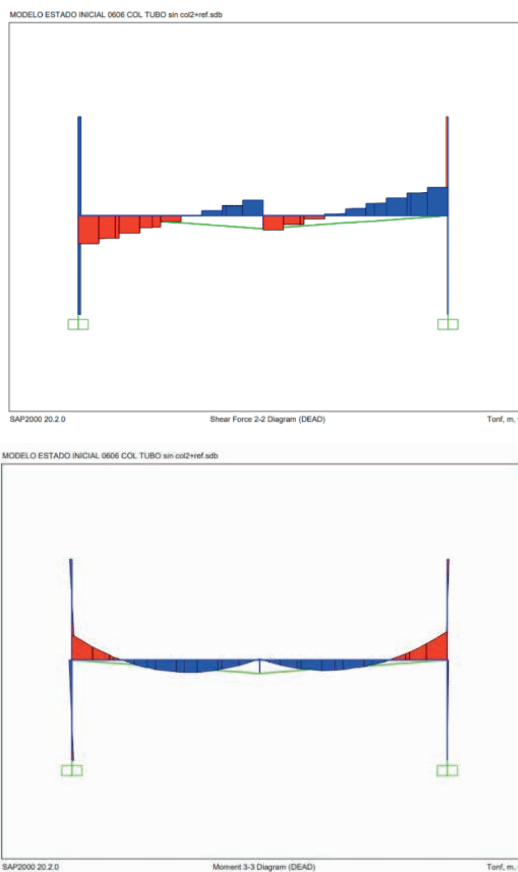 MODELO ESTADO INICIAL 0606 COL TUBO sin col2+ref.sdb
SAP2000 20.2.0 Shear Force 2-2 Diagram (DEAD) Tonf, m,
MODELO ESTADO INICIAL 0606 COL TUBO sin col2+ref.sdb
SAP2000 20.2.0 Moment 3-3 Diagram (DEAD) Tonf, m,